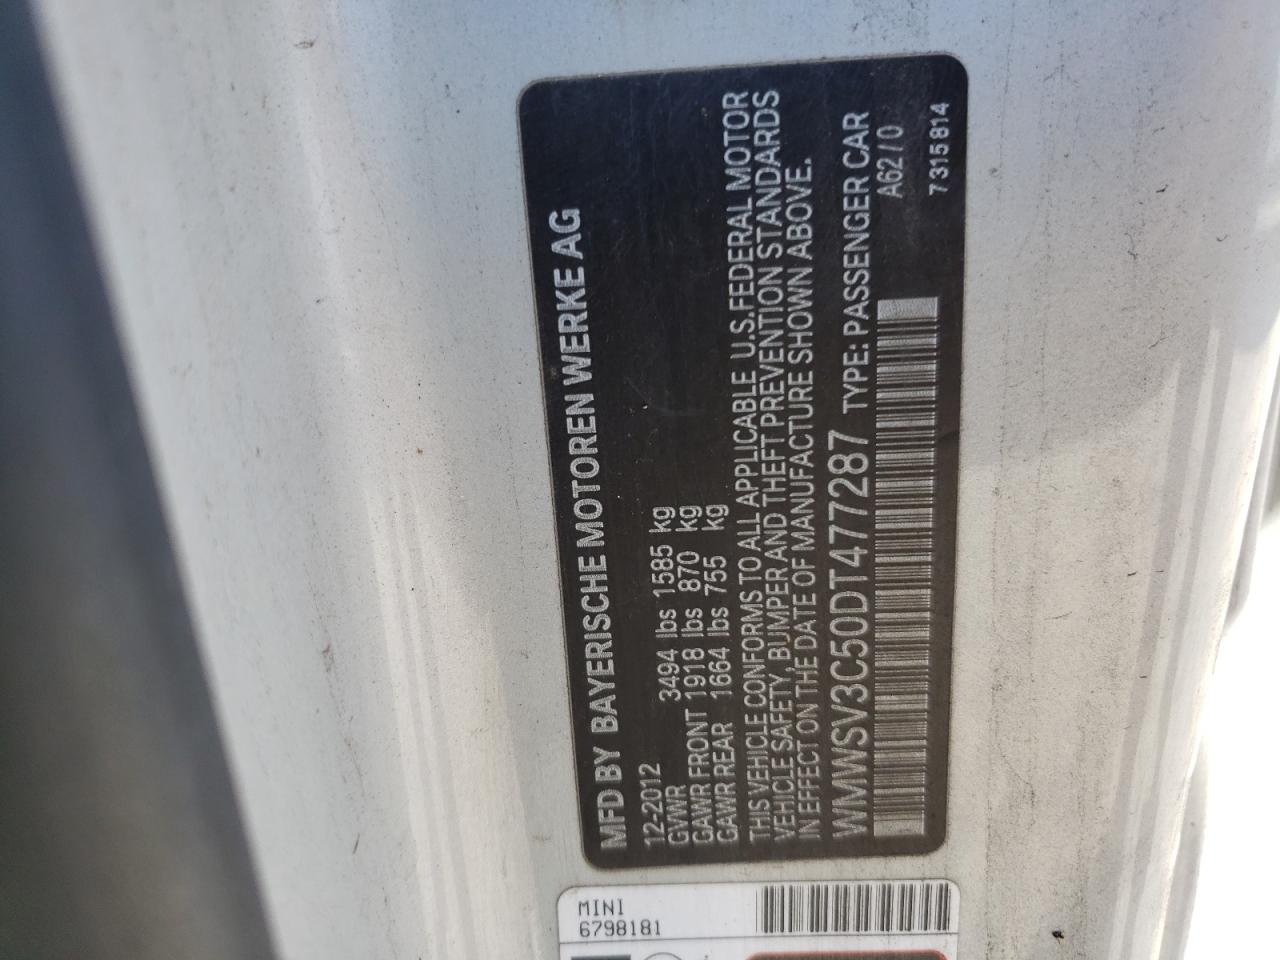 MFD BY BAYERISCHE MOTOREN WERKE AG
12-2012
GVWR 3494 lbs 1585 kg
GAWR FRONT 1918 lbs 870 kg
GAWR REAR 1664 lbs 755 kg
THIS VEHICLE CONFORMS TO ALL APPLICABLE U.S. FEDERAL MOTOR
VEHICLE SAFETY, BUMPER AND THEFT PREVENTION STANDARDS
IN EFFECT ON THE DATE OF MANUFACTURE SHOWN ABOVE.
WMWSV3C50DT477287 TYPE: PASSENGER CAR
A62/0
7315814
MINI
6798181